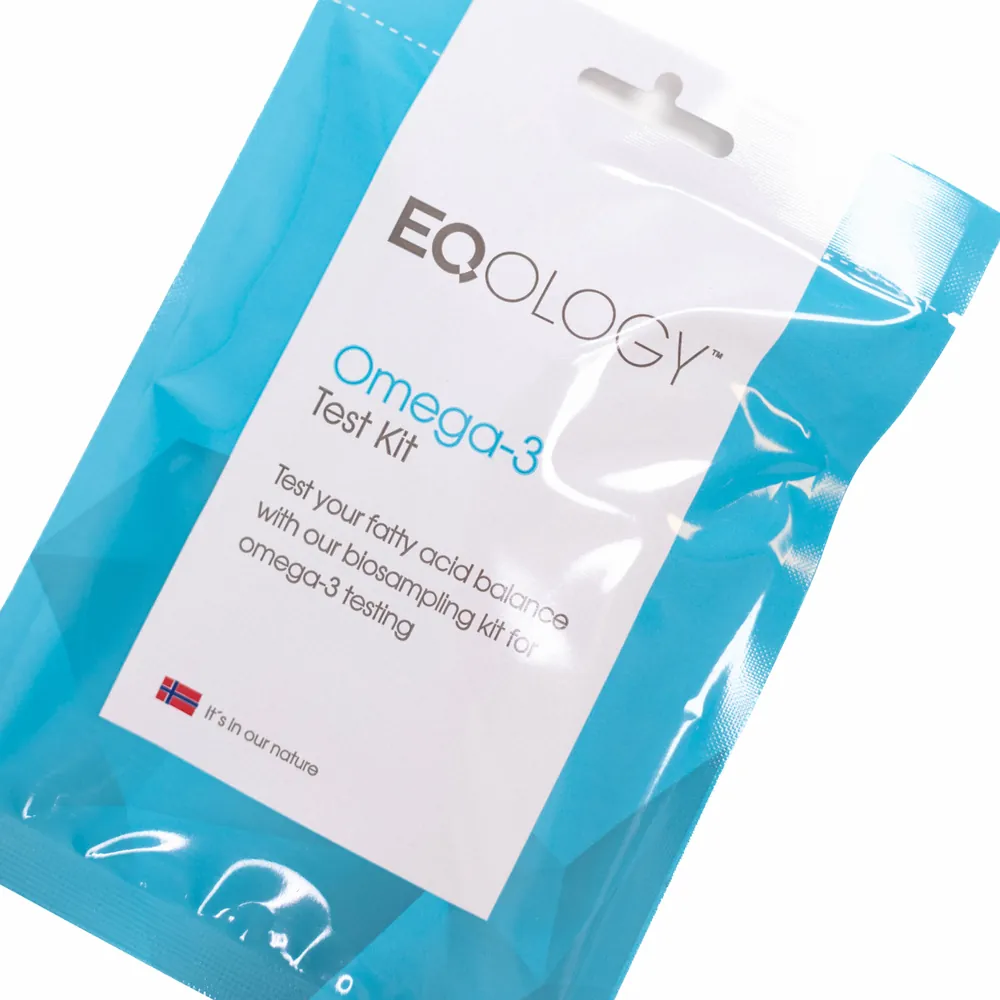 EQOLOGY™
Omega-3
Test Kit
Test your fatty acid balance
with our biosampling kit for
omega-3 testing
It´s in our nature